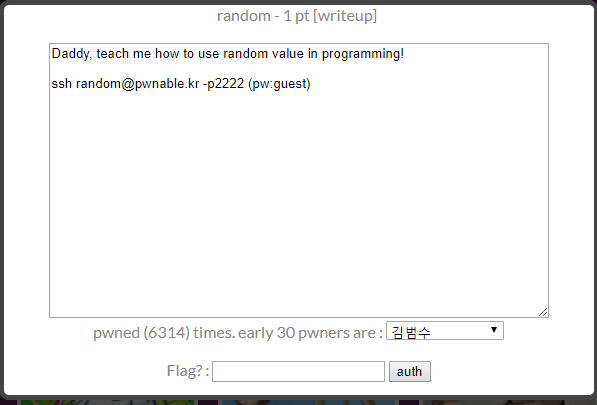 random - 1 pt [writeup]
Daddy, teach me how to use random value in programming!
ssh random@pwnable.kr -p2222 (pw:guest)
pwned (6314) times. early 30 pwners are : 김범수
Flag? : auth